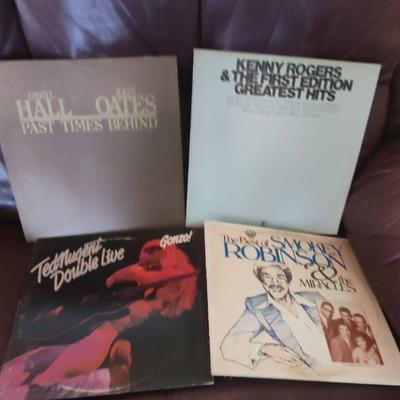 DARYL JOHN
HALL OATES
PAST TIMES BEHIND
KENNY ROGERS
& THE FIRST EDITION
GREATEST HITS
Ted Nugent
Double Live
Gonzo!
The Best of SMOKEY
ROBINSON
& THE
MIRACLES